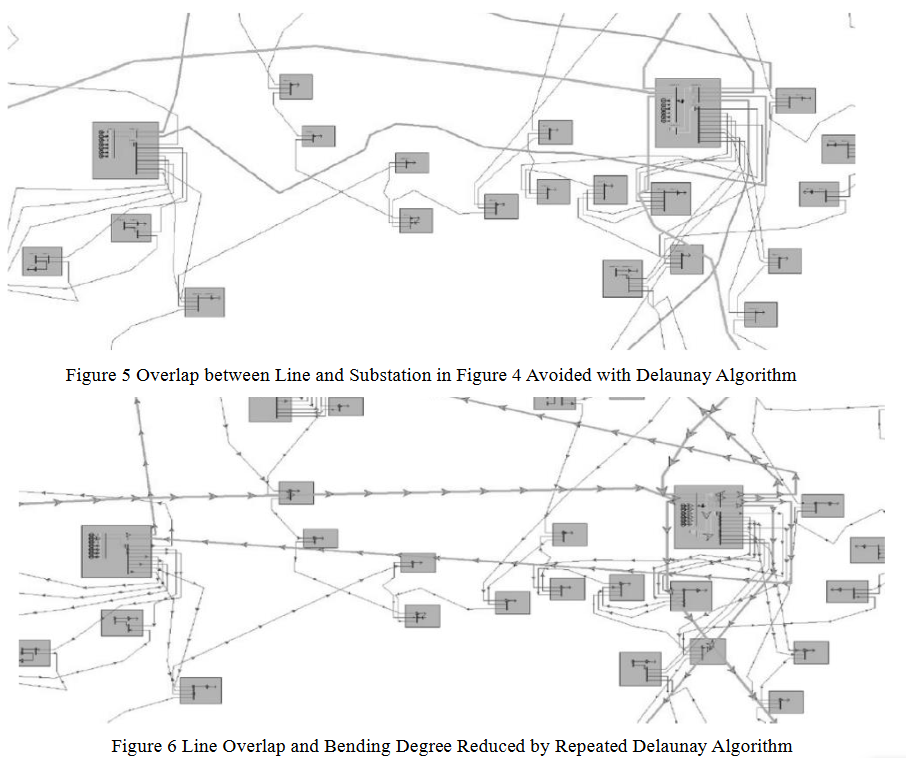 Figure 5 Overlap between Line and Substation in Figure 4 Avoided with Delaunay Algorithm
Figure 6 Line Overlap and Bending Degree Reduced by Repeated Delaunay Algorithm